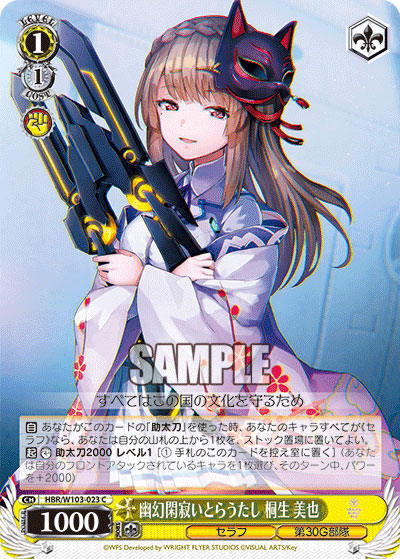 LEVEL
1
1
COST
SAMPLE
すべてはこの国の文化を守るため
自 あなたがこのカードの「助太刀」を使った時、あなたのキャラすべてが《
セラフ》なら、あなたは自分の山札の上から1枚を、ストック置場に置いてよい。
起 助太刀2000 レベル1 [① 手札のこのカードを控え室に置く] (あなた
は自分のフロントアタックされているキャラを1枚選び、そのターン中、パワー
を+2000)
CH HBR/W103-023 C
1000
幽幻閑寂いとらうたし 桐生 美也
セラフ
第30G部隊
©WFS Developed by WRIGHT FLYER STUDIOS ©VISUAL ARTS/Key